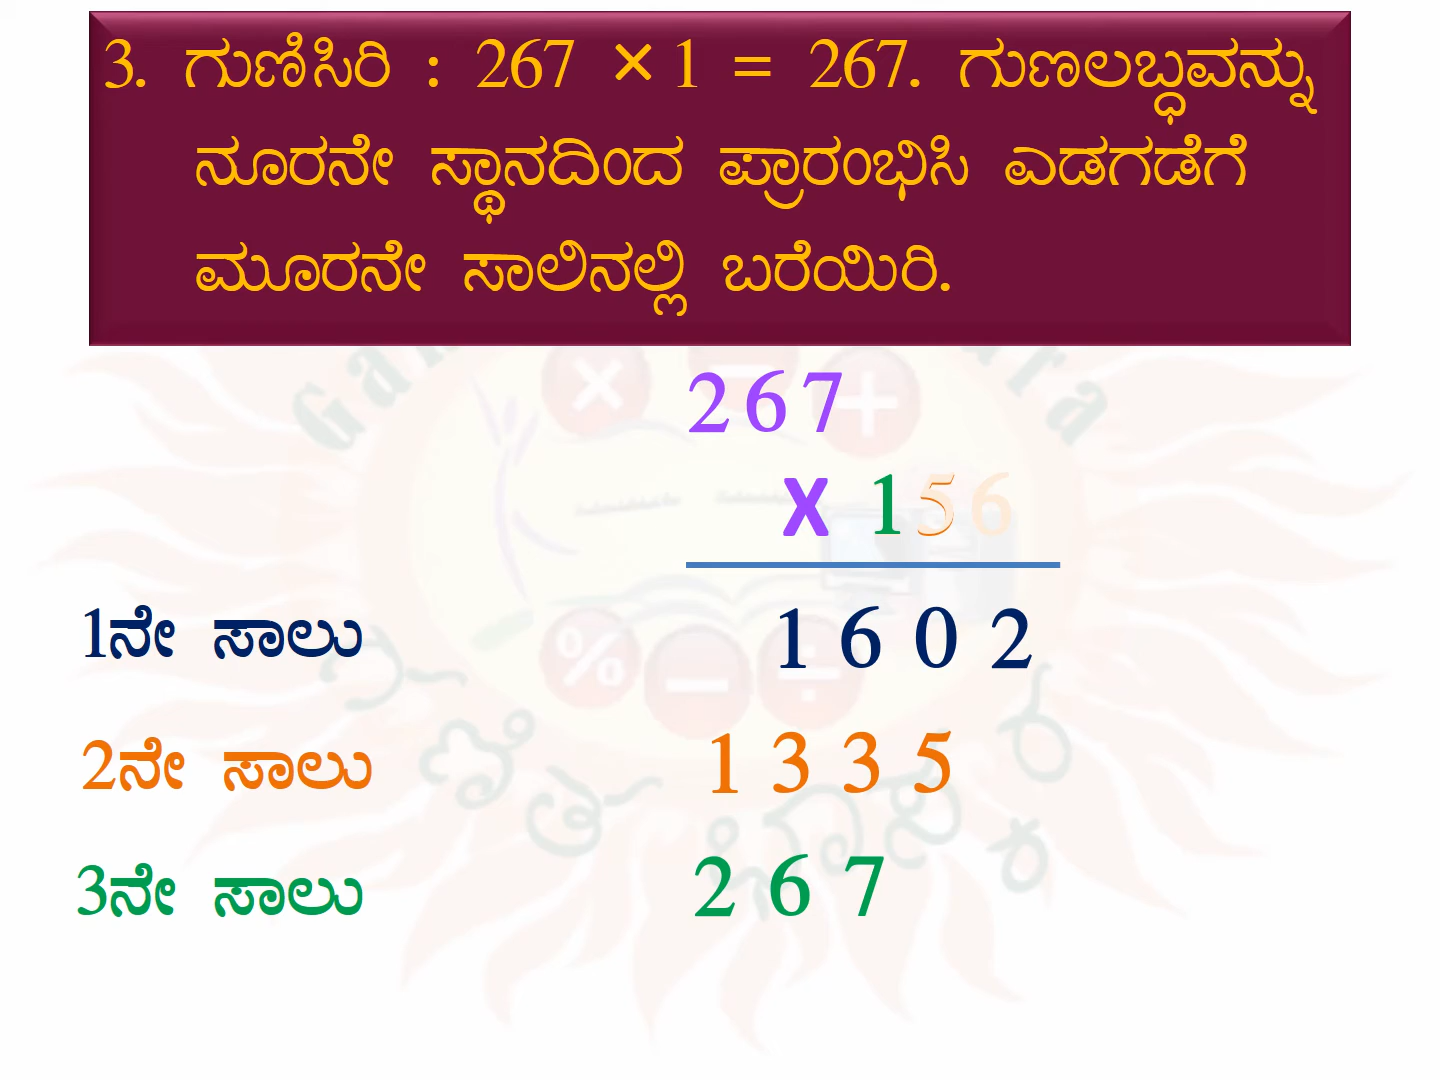 3. ಗುಣಿಸಿರಿ : 267 × 1 = 267. ಗುಣಲಬ್ಧವನ್ನು
ನೂರನೇ ಸ್ಥಾನದಿಂದ ಪ್ರಾರಂಭಿಸಿ ಎಡಗಡೆಗೆ
ಮೂರನೇ ಸಾಲಿನಲ್ಲಿ ಬರೆಯಿರಿ.
267
X 156
1ನೇ ಸಾಲು 1 6 0 2
2ನೇ ಸಾಲು 1 3 3 5
3ನೇ ಸಾಲು 2 6 7